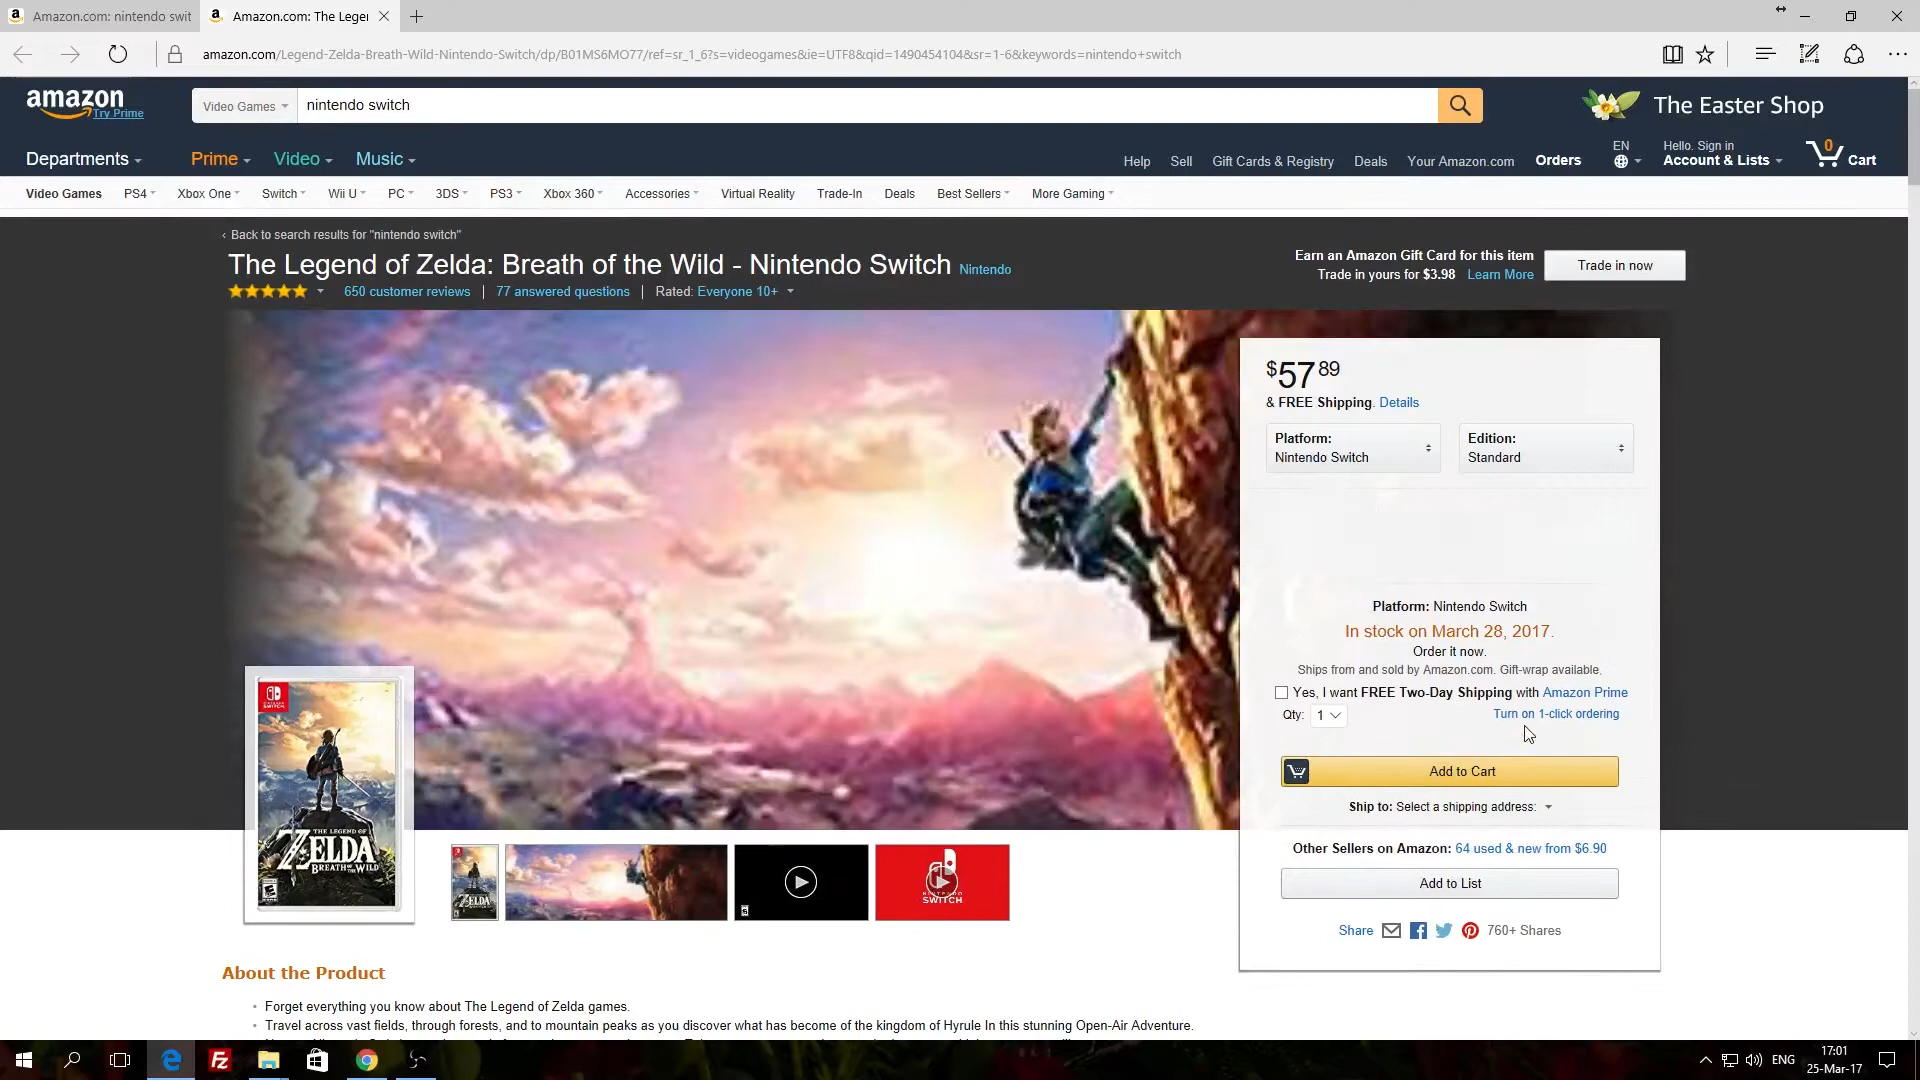 Amazon.com: nintendo swit
Amazon.com: The Leger
amazon.com/Legend-Zelda-Breath-Wild-Nintendo-Switch/dp/B01MS6MO77/ref=sr_1_6?s=videogames&ie=UTF8&qid=1490454104&sr=1-6&keywords=nintendo+switch
amazon
Try Prime
Video Games
nintendo switch
The Easter Shop
Departments
Prime
Video
Music
Help
Sell
Gift Cards & Registry
Deals
Your Amazon.com
Orders
EN
Hello. Sign in
Account & Lists
0
Cart
Video Games
PS4
Xbox One
Switch
Wii U
PC
3DS
PS3
Xbox 360
Accessories
Virtual Reality
Trade-In
Deals
Best Sellers
More Gaming
‹ Back to search results for "nintendo switch"
The Legend of Zelda: Breath of the Wild - Nintendo Switch Nintendo
650 customer reviews | 77 answered questions | Rated: Everyone 10+
Earn an Amazon Gift Card for this item
Trade in yours for $3.98 Learn More
Trade in now
$57 89
& FREE Shipping. Details
Platform:
Nintendo Switch
Edition:
Standard
Platform: Nintendo Switch
In stock on March 28, 2017.
Order it now.
Ships from and sold by Amazon.com. Gift-wrap available.
Yes, I want FREE Two-Day Shipping with Amazon Prime
Qty: 1
Turn on 1-click ordering
Add to Cart
Ship to: Select a shipping address:
Other Sellers on Amazon: 64 used & new from $6.90
Add to List
Share
760+ Shares
THE LEGEND OF
ZELDA
BREATH OF THE WILD
ZELDA
NINTENDO
SWITCH
About the Product
• Forget everything you know about The Legend of Zelda games.
• Travel across vast fields, through forests, and to mountain peaks as you discover what has become of the kingdom of Hyrule In this stunning Open-Air Adventure.
ENG
17:01
25-Mar-17